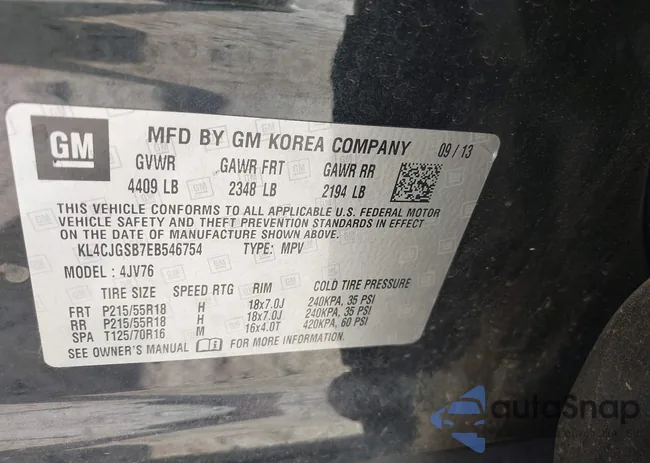 GM
MFD BY GM KOREA COMPANY 09/13
GVWR GAWR FRT GAWR RR
4409 LB 2348 LB 2194 LB
THIS VEHICLE CONFORMS TO ALL APPLICABLE U.S. FEDERAL MOTOR
VEHICLE SAFETY AND THEFT PREVENTION STANDARDS IN EFFECT
ON THE DATE OF MANUFACTURE SHOWN ABOVE.
KL4CJGSB7EB546754 TYPE: MPV
MODEL: 4JV76
TIRE SIZE SPEED RTG RIM COLD TIRE PRESSURE
FRT P215/55R18 H 18x7.0J 240KPA, 35 PSI
RR P215/55R18 H 18x7.0J 240KPA, 35 PSI
SPA T125/70R16 M 16x4.0T 420KPA, 60 PSI
SEE OWNER'S MANUAL FOR MORE INFORMATION.
autoSnap